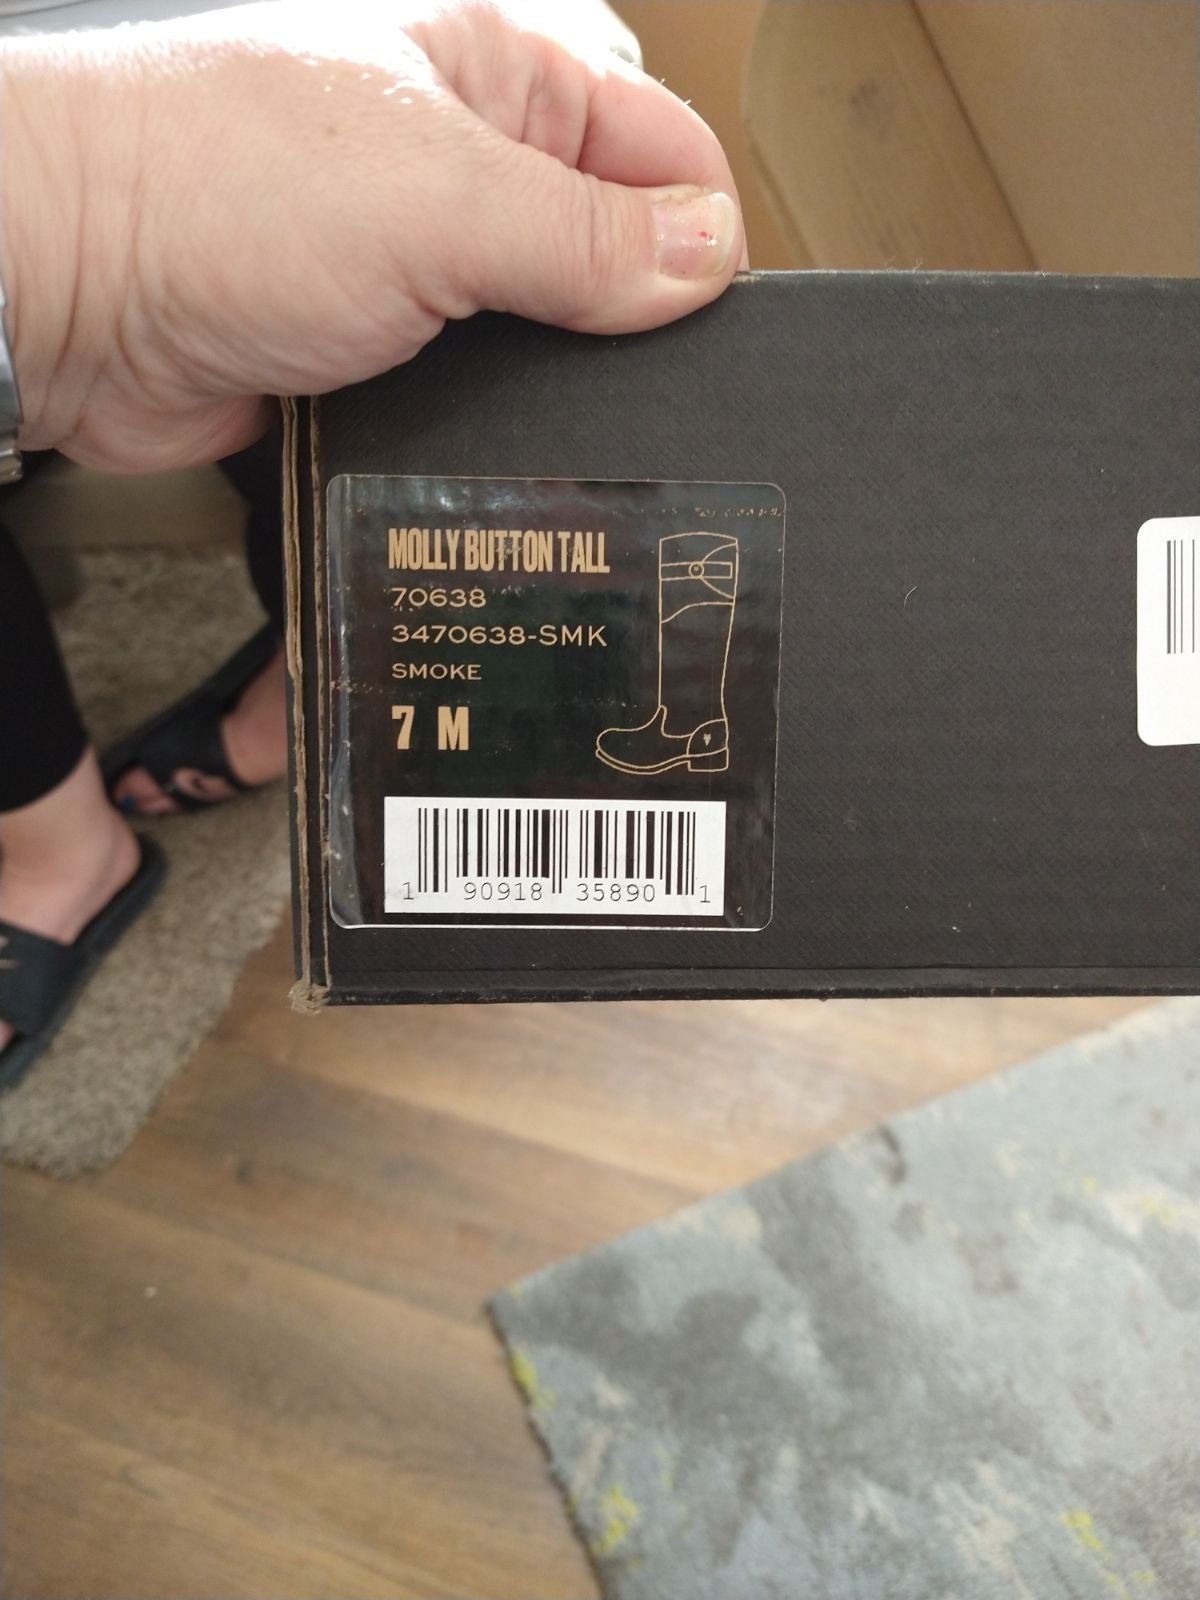 MOLLY BUTTON TALL
70638
3470638-SMK
SMOKE
7 M
1 90918 35890 1